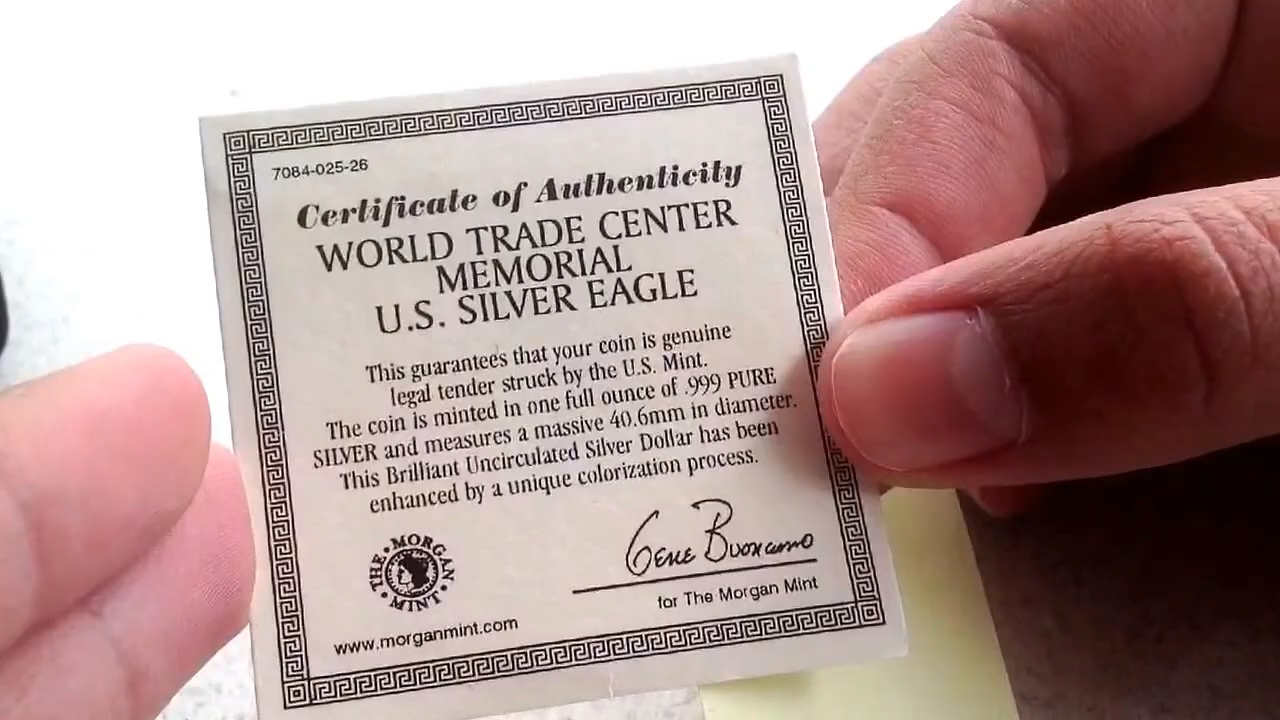 7084-025-26
Certificate of Authenticity
WORLD TRADE CENTER
MEMORIAL
U.S. SILVER EAGLE
This guarantees that your coin is genuine
legal tender struck by the U.S. Mint.
The coin is minted in one full ounce of .999 PURE
SILVER and measures a massive 40.6mm in diameter.
This Brilliant Uncirculated Silver Dollar has been
enhanced by a unique colorization process.
THE • MORGAN • MINT •
Gene Buonanno
for The Morgan Mint
www.morganmint.com